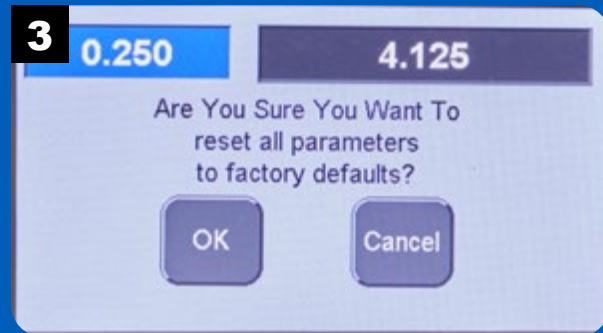 3
0.250 4.125
Are You Sure You Want To
reset all parameters
to factory defaults?
OK Cancel